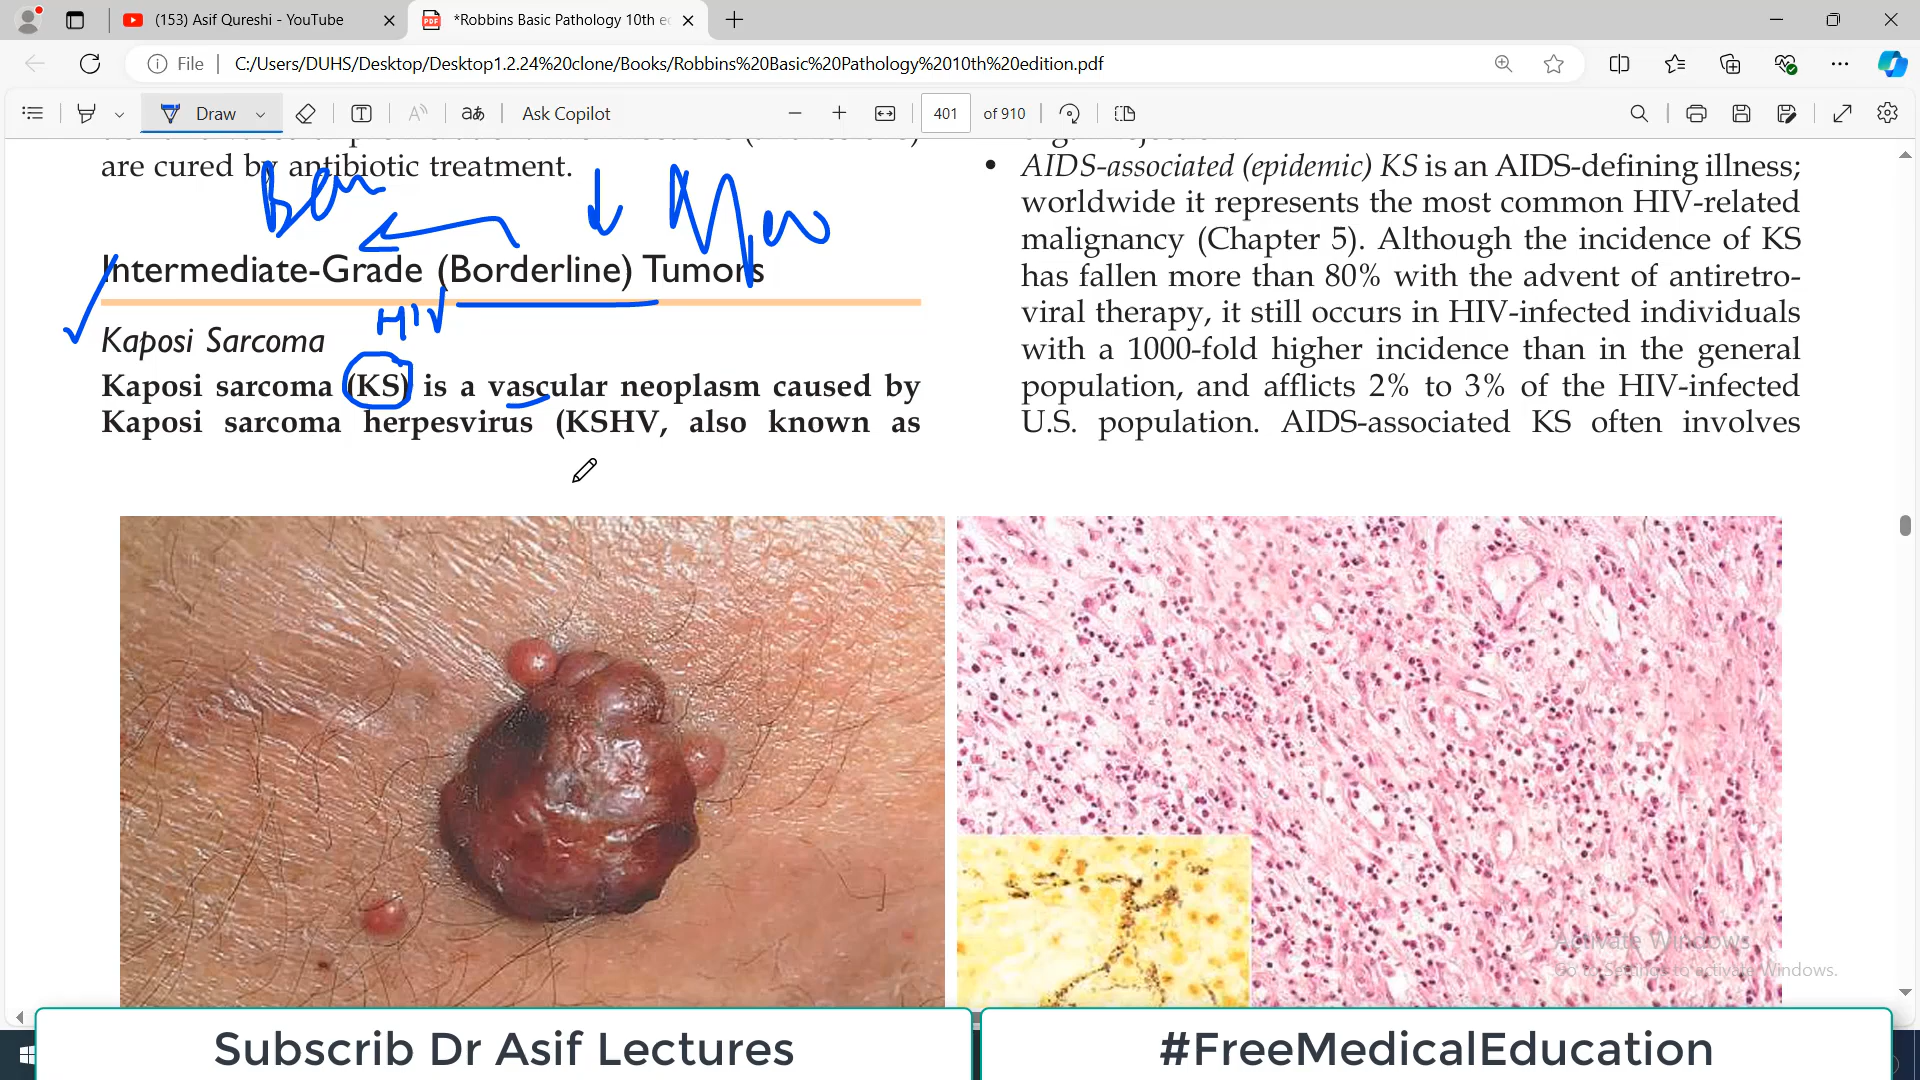 (153) Asif Qureshi - YouTube
*Robbins Basic Pathology 10th e
File
C:/Users/DUHS/Desktop/Desktop1.2.24%20clone/Books/Robbins%20Basic%20Pathology%2010th%20edition.pdf
Draw
Ask Copilot
401 of 910
are cured by antibiotic treatment.
Ben
Intermediate-Grade (Borderline) Tumors
HIV
Kaposi Sarcoma
Kaposi sarcoma (KS) is a vascular neoplasm caused by
Kaposi sarcoma herpesvirus (KSHV, also known as
• AIDS-associated (epidemic) KS is an AIDS-defining illness;
worldwide it represents the most common HIV-related
malignancy (Chapter 5). Although the incidence of KS
has fallen more than 80% with the advent of antiretro-
viral therapy, it still occurs in HIV-infected individuals
with a 1000-fold higher incidence than in the general
population, and afflicts 2% to 3% of the HIV-infected
U.S. population. AIDS-associated KS often involves
Activate Windows
Go to Settings to activate Windows.
Subscrib Dr Asif Lectures
#FreeMedicalEducation